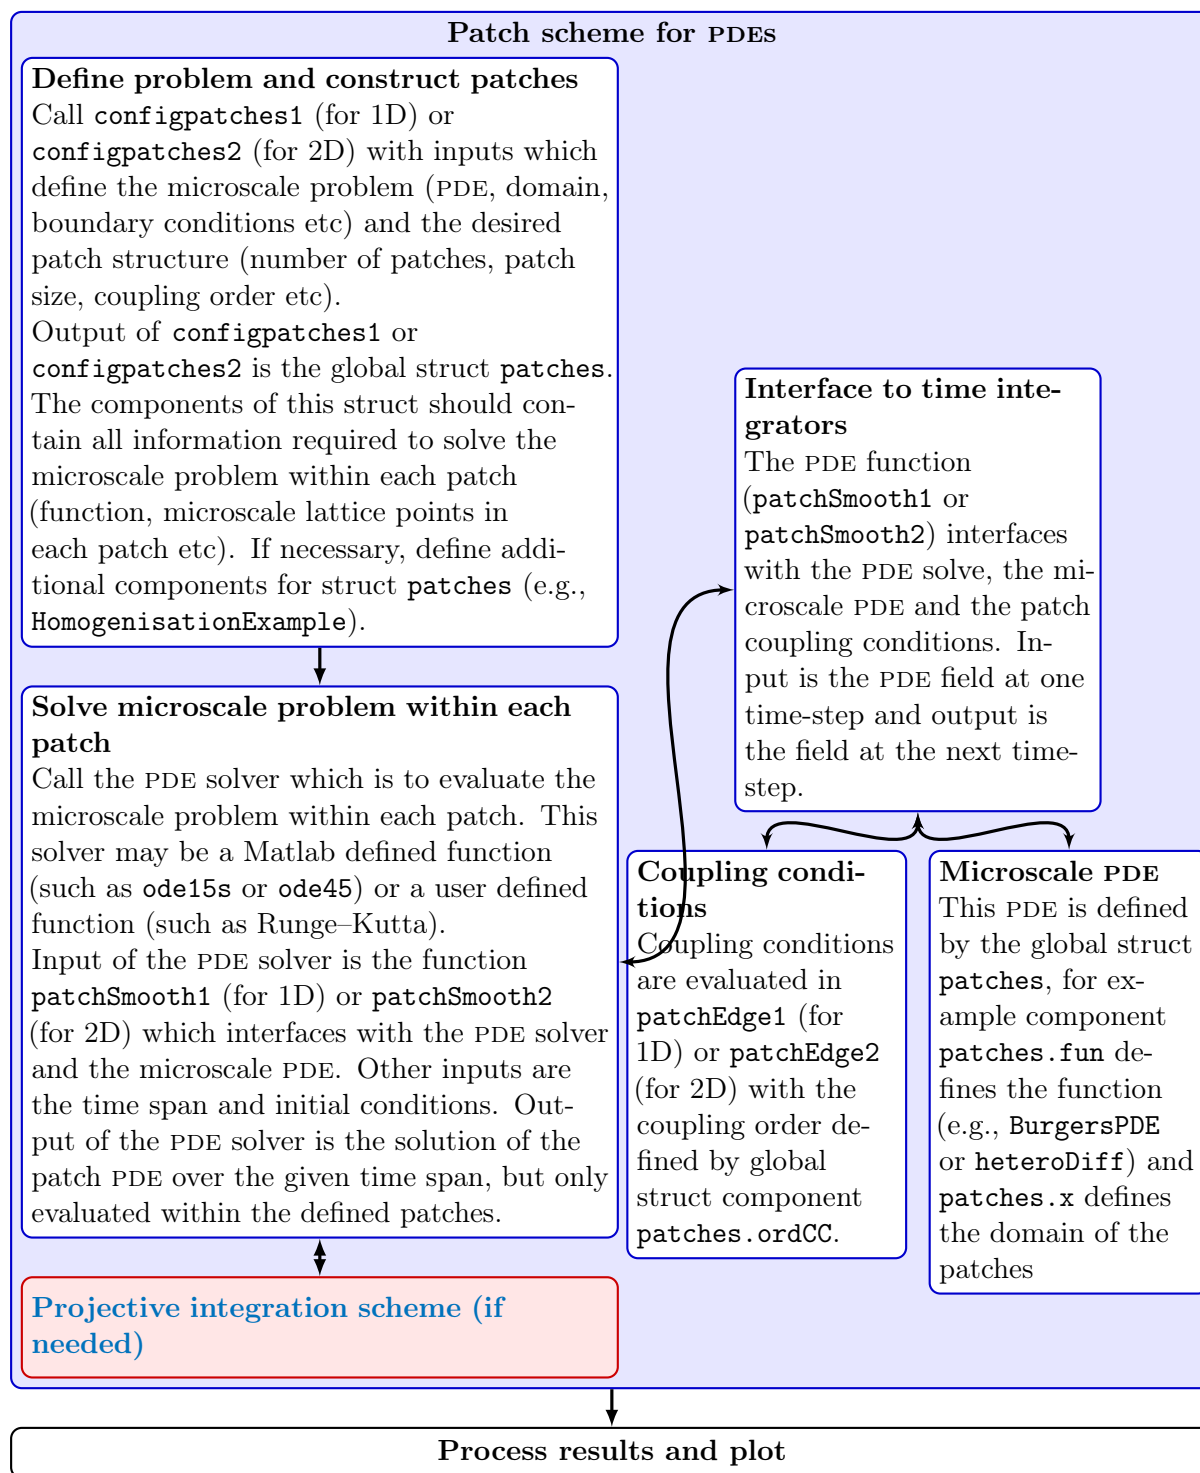 Patch scheme for PDEs
Define problem and construct patches
Call configpatches1 (for 1D) or
configpatches2 (for 2D) with inputs which
define the microscale problem (PDE, domain,
boundary conditions etc) and the desired
patch structure (number of patches, patch
size, coupling order etc).
Output of configpatches1 or
configpatches2 is the global struct patches.
The components of this struct should con-
tain all information required to solve the
microscale problem within each patch
(function, microscale lattice points in
each patch etc). If necessary, define addi-
tional components for struct patches (e.g.,
HomogenisationExample).
Solve microscale problem within each
patch
Call the PDE solver which is to evaluate the
microscale problem within each patch. This
solver may be a Matlab defined function
(such as ode15s or ode45) or a user defined
function (such as Runge–Kutta).
Input of the PDE solver is the function
patchSmooth1 (for 1D) or patchSmooth2
(for 2D) which interfaces with the PDE solver
and the microscale PDE. Other inputs are
the time span and initial conditions. Out-
put of the PDE solver is the solution of the
patch PDE over the given time span, but only
evaluated within the defined patches.
Projective integration scheme (if
needed)
Interface to time inte-
grators
The PDE function
(patchSmooth1 or
patchSmooth2) interfaces
with the PDE solve, the mi-
croscale PDE and the patch
coupling conditions. In-
put is the PDE field at one
time-step and output is
the field at the next time-
step.
Coupling condi-
tions
Coupling conditions
are evaluated in
patchEdge1 (for
1D) or patchEdge2
(for 2D) with the
coupling order de-
fined by global
struct component
patches.ordCC.
Microscale PDE
This PDE is defined
by the global struct
patches, for ex-
ample component
patches.fun de-
fines the function
(e.g., BurgersPDE
or heteroDiff) and
patches.x defines
the domain of the
patches
Process results and plot